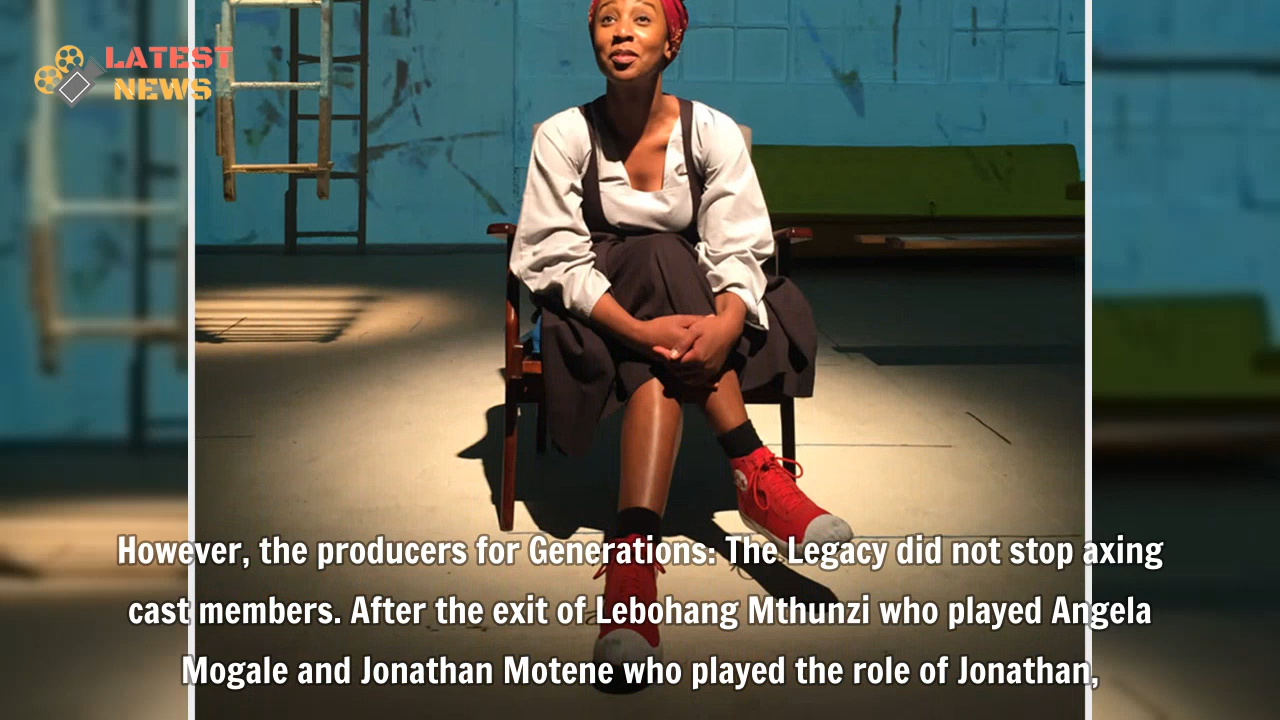 LATEST
NEWS
However, the producers for Generations: The Legacy did not stop axing
cast members. After the exit of Lebohang Mthunzi who played Angela
Mogale and Jonathan Motene who played the role of Jonathan,